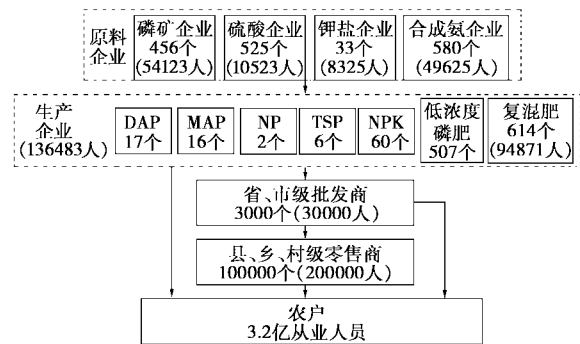 原料
企业
磷矿企业
456个
(54123人)
硫酸企业
525个
(10523人)
钾盐企业
33个
(8325人)
合成氨企业
580个
(49625人)
生产
企业
(136483人)
DAP
17个
MAP
16个
NP
2个
TSP
6个
NPK
60个
低浓度
磷肥
507个
复混肥
614个
(94871人)
省、市级批发商
3000个(30000人)
县、乡、村级零售商
100000个(200000人)
农户
3.2亿从业人员